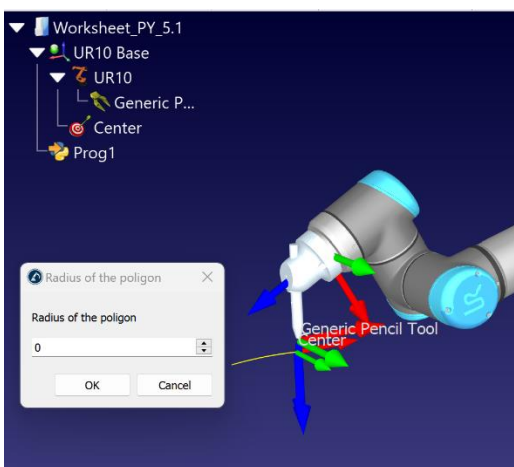 Worksheet_PY_5.1
UR10 Base
UR10
Generic P...
Center
Prog1
Radius of the poligon
Radius of the poligon
0
OK
Cancel
Generic Pencil Tool
Center